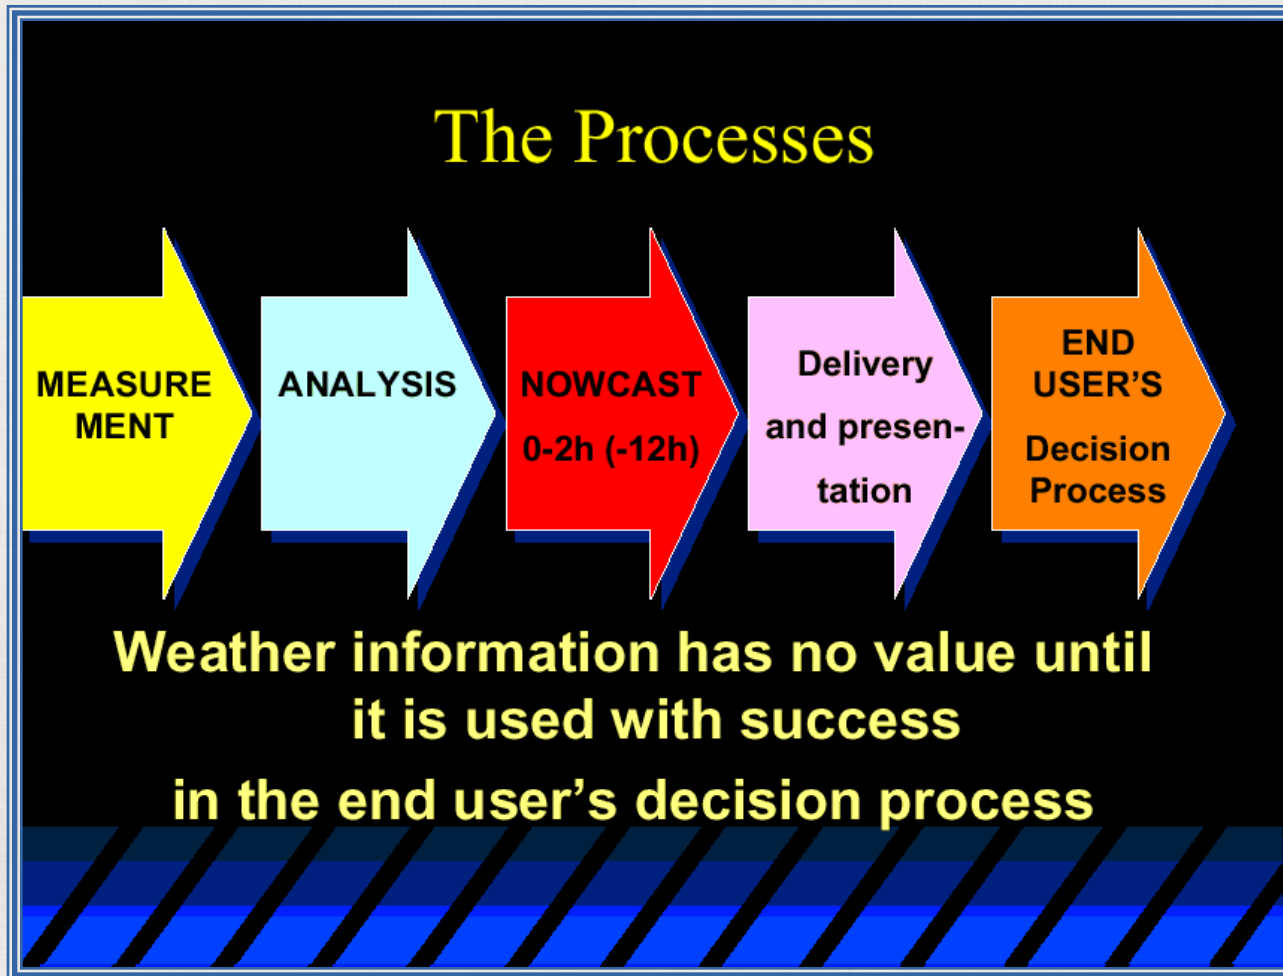 The Processes
MEASURE
MENT
ANALYSIS
NOWCAST
0-2h (-12h)
Delivery
and presen-
tation
END
USER’S
Decision
Process
Weather information has no value until
it is used with success
in the end user’s decision process